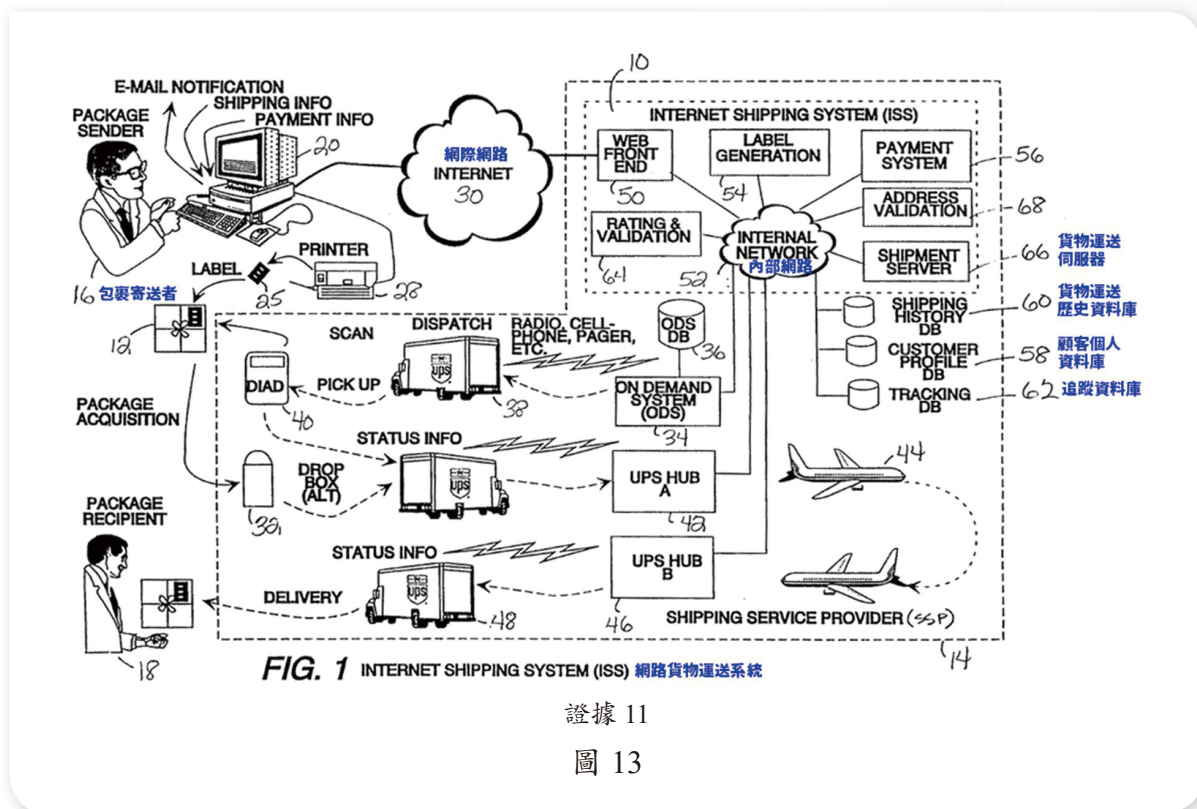 10
E-MAIL NOTIFICATION
SHIPPING INFO
PAYMENT INFO
PACKAGE
SENDER
20
網際網路
INTERNET
30
INTERNET SHIPPING SYSTEM (ISS)
WEB
FRONT
END
50
LABEL
GENERATION
54
PAYMENT
SYSTEM
56
ADDRESS
VALIDATION
68
RATING &
VALIDATION
64
INTERNAL
NETWORK
內部網路
52
SHIPMENT
SERVER
66
貨物運送
伺服器
PRINTER
28
LABEL
25
16 包裹寄送者
12
SHIPPING
HISTORY
DB
60
貨物運送
歷史資料庫
CUSTOMER
PROFILE
DB
58
顧客個人
資料庫
TRACKING
DB
62 追蹤資料庫
SCAN
DISPATCH
RADIO, CELL-
PHONE, PAGER,
ETC.
ODS
DB
36
ups
38
PICK UP
DIAD
40
ON DEMAND
SYSTEM (ODS)
34
PACKAGE
ACQUISITION
STATUS INFO
DROP
BOX
(ALT)
32
ups
UPS HUB
A
42
44
PACKAGE
RECIPIENT
18
STATUS INFO
DELIVERY
ups
48
UPS HUB
B
46
SHIPPING SERVICE PROVIDER (SSP)
14
FIG. 1 INTERNET SHIPPING SYSTEM (ISS) 網路貨物運送系統
證據 11
圖 13